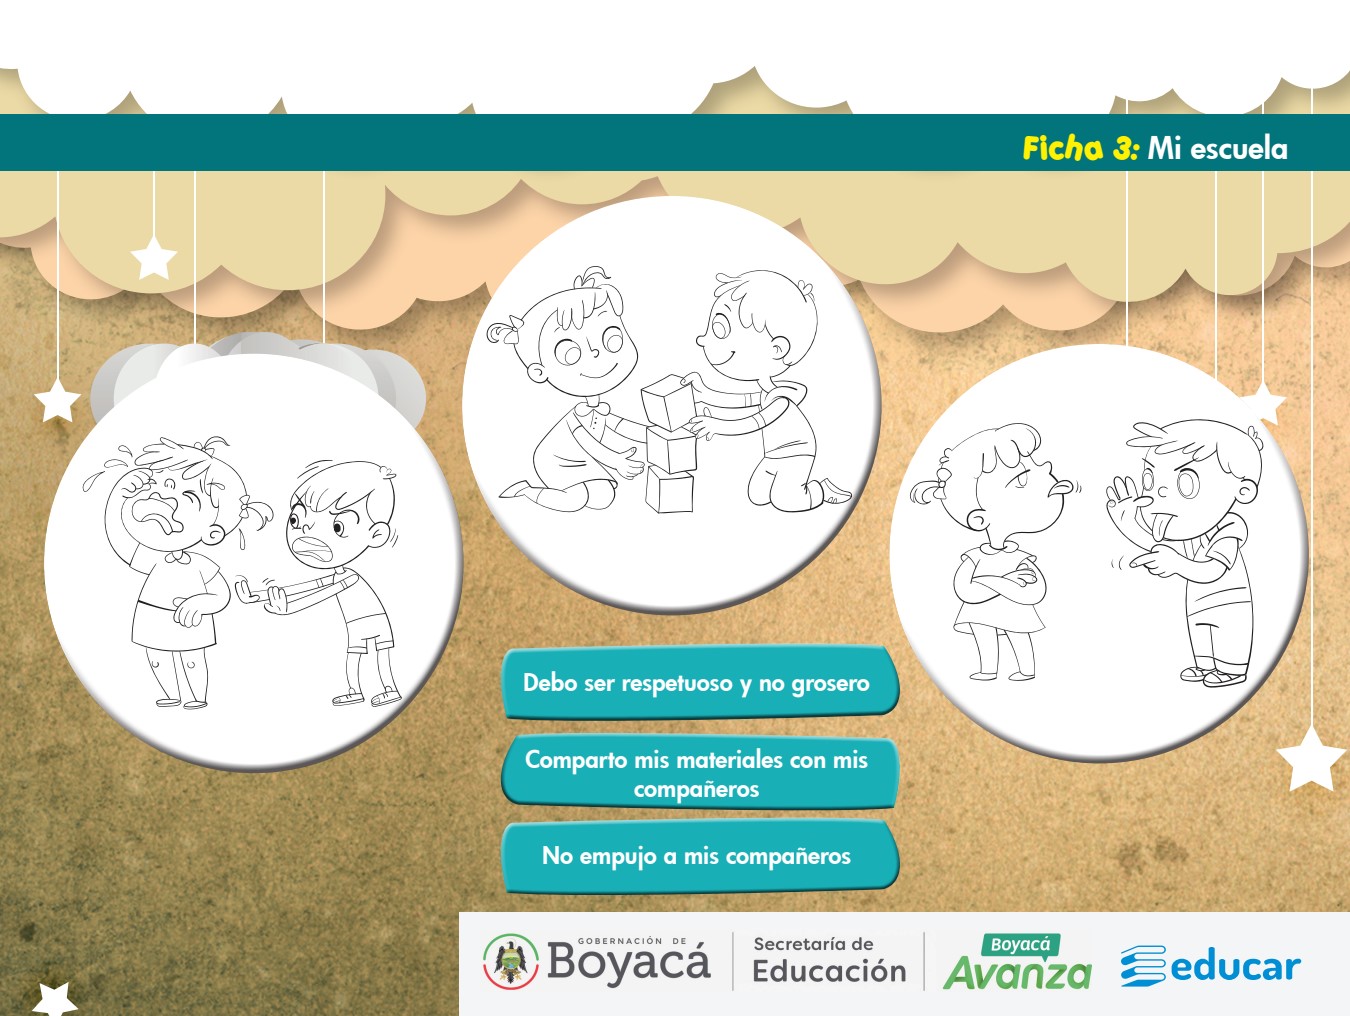 Ficha 3: Mi escuela
Debo ser respetuoso y no grosero
Comparto mis materiales con mis
compañeros
No empujo a mis compañeros
GOBERNACIÓN DE
Boyacá
Secretaría de
Educación
Boyacá
Avanza
educar